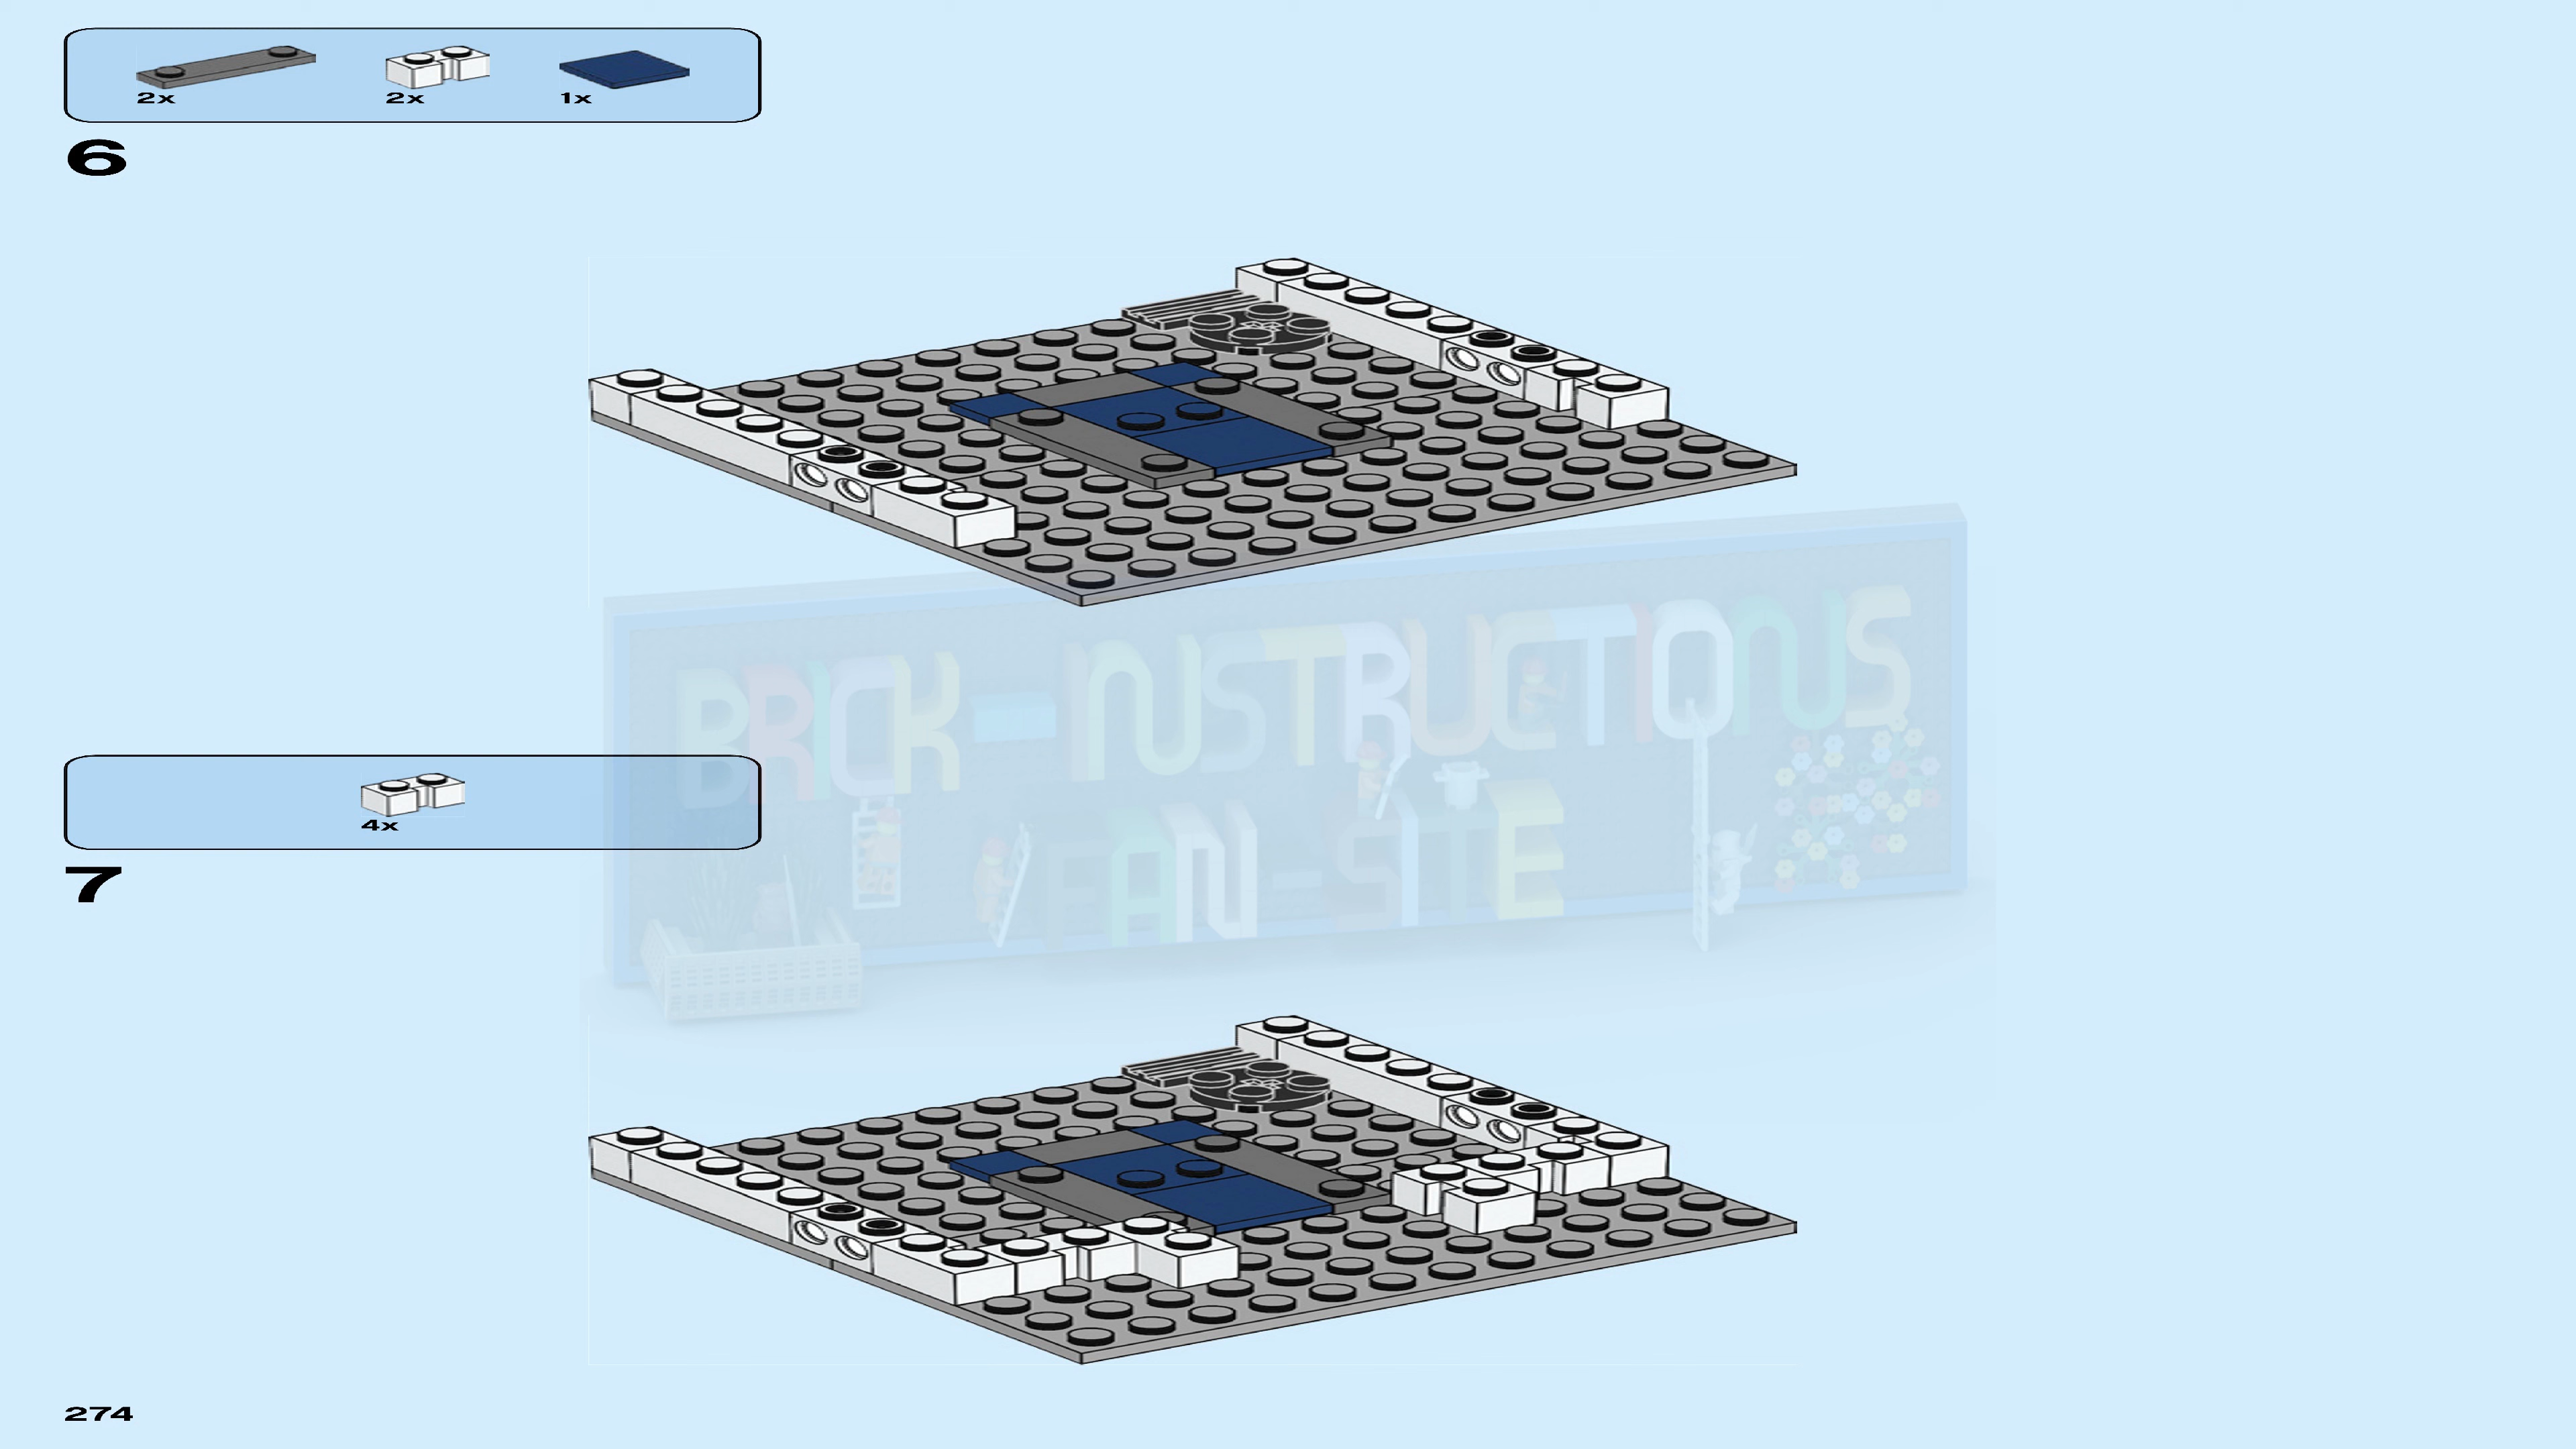 2x 2x 1x
6
BRICK-INSTRUCTIONS
FAN-SITE
4x
7
274